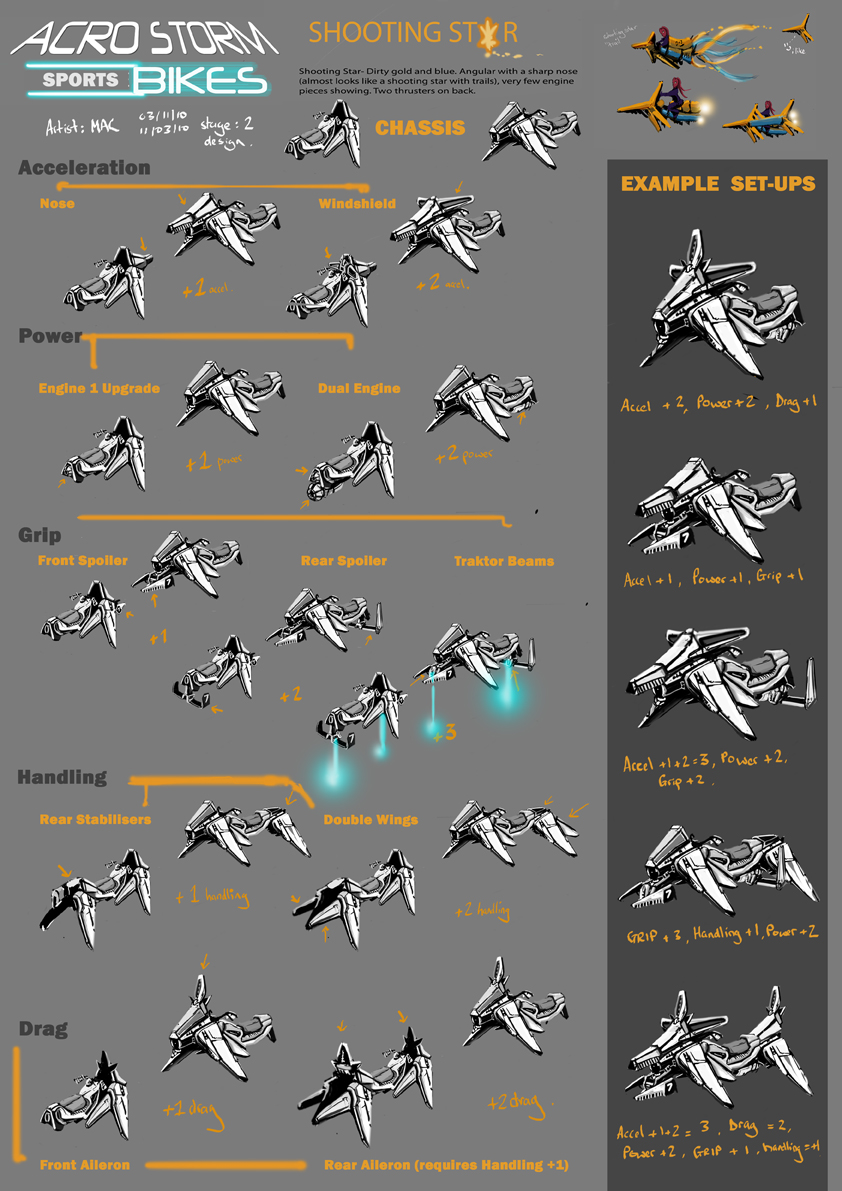 ACRO STORM
SPORTS BIKES
Artist: MAC
03/11/10
11/03/10
stage: 2
design.
SHOOTING STAR
Shooting Star- Dirty gold and blue. Angular with a sharp nose
(almost looks like a shooting star with trails), very few engine
pieces showing. Two thrusters on back.
CHASSIS
Acceleration
Nose
Windshield
+1 accel.
+2 accel.
Power
Engine 1 Upgrade
Dual Engine
+1 power
+2 power
Grip
Front Spoiler
Rear Spoiler
Traktor Beams
+1
+2
+3
Handling
Rear Stabilisers
Double Wings
+1 handling
+2 handling
Drag
+1 drag
+2 drag.
Front Aileron
Rear Aileron (requires Handling +1)
EXAMPLE SET-UPS
Accel +2, Power+2, Drag+1
Accel+1, Power+1, Grip +1
Accel +1+2=3, Power +2,
Grip +2.
GRIP +3, Handling +1, Power +2
Accel +1+2 = 3. Drag = 2,
Power +2, GRIP +1, handling=+1